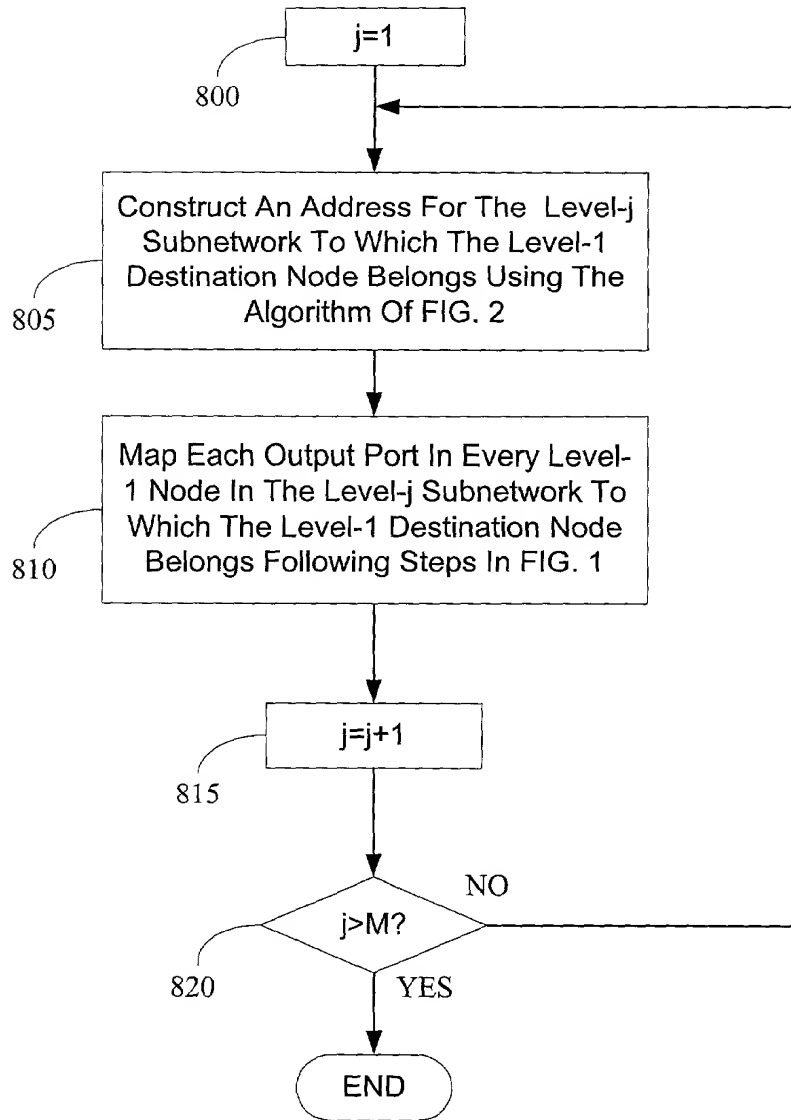 j=1
800
Construct An Address For The Level-j
Subnetwork To Which The Level-1
Destination Node Belongs Using The
Algorithm Of FIG. 2
805
Map Each Output Port In Every Level-
1 Node In The Level-j Subnetwork To
Which The Level-1 Destination Node
Belongs Following Steps In FIG. 1
810
j=j+1
815
NO
j>M?
820
YES
END